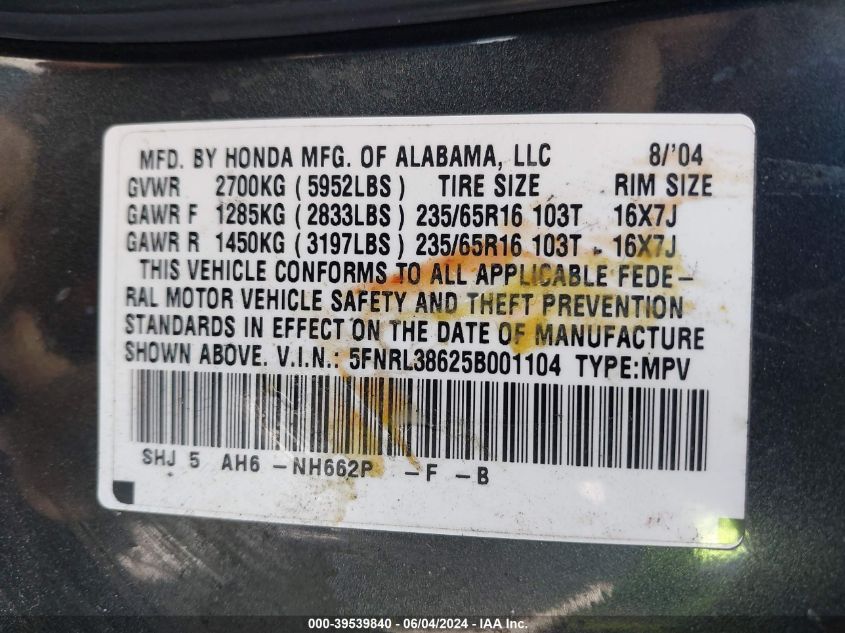 MFD. BY HONDA MFG. OF ALABAMA, LLC 8/'04
GVWR 2700KG (5952LBS) TIRE SIZE RIM SIZE
GAWR F 1285KG (2833LBS) 235/65R16 103T 16X7J
GAWR R 1450KG (3197LBS) 235/65R16 103T 16X7J
THIS VEHICLE CONFORMS TO ALL APPLICABLE FEDE-
RAL MOTOR VEHICLE SAFETY AND THEFT PREVENTION
STANDARDS IN EFFECT ON THE DATE OF MANUFACTURE
SHOWN ABOVE. V.I.N.: 5FNRL38625B001104 TYPE:MPV
SHJ 5 AH6 -NH662P -F -B
000-39539840 / 06/04/2024 / IAA Inc.